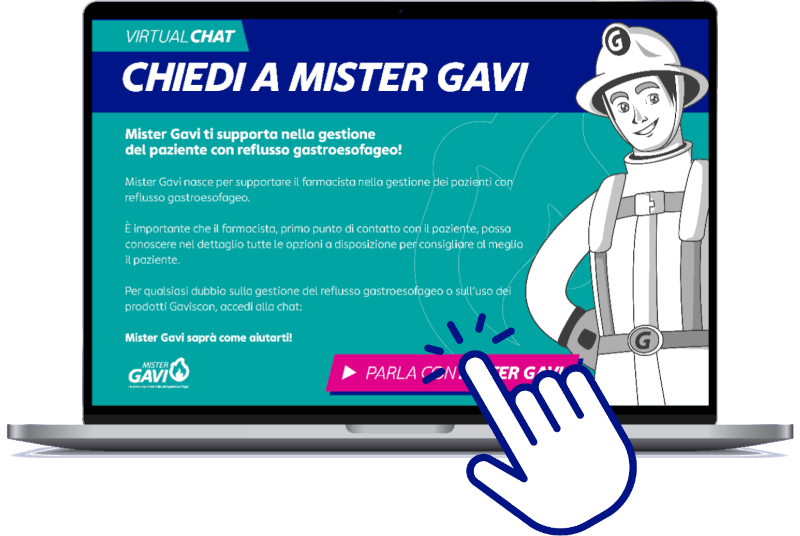 VIRTUALCHAT
CHIEDI A MISTER GAVI
Mister Gavi ti supporta nella gestione
del paziente con reflusso gastroesofageo!
Mister Gavi nasce per supportare il farmacista nella gestione dei pazienti con
reflusso gastroesofageo.
È importante che il farmacista, primo punto di contatto con il paziente, possa
conoscere nel dettaglio tutte le opzioni a disposizione per consigliare al meglio
il paziente.
Per qualsiasi dubbio sulla gestione del reflusso gastroesofageo o sull'uso dei
prodotti Gaviscon, accedi alla chat:
Mister Gavi saprà come aiutarti!
MISTER
GAVI
PARLA CON MISTER GAVI
G
G